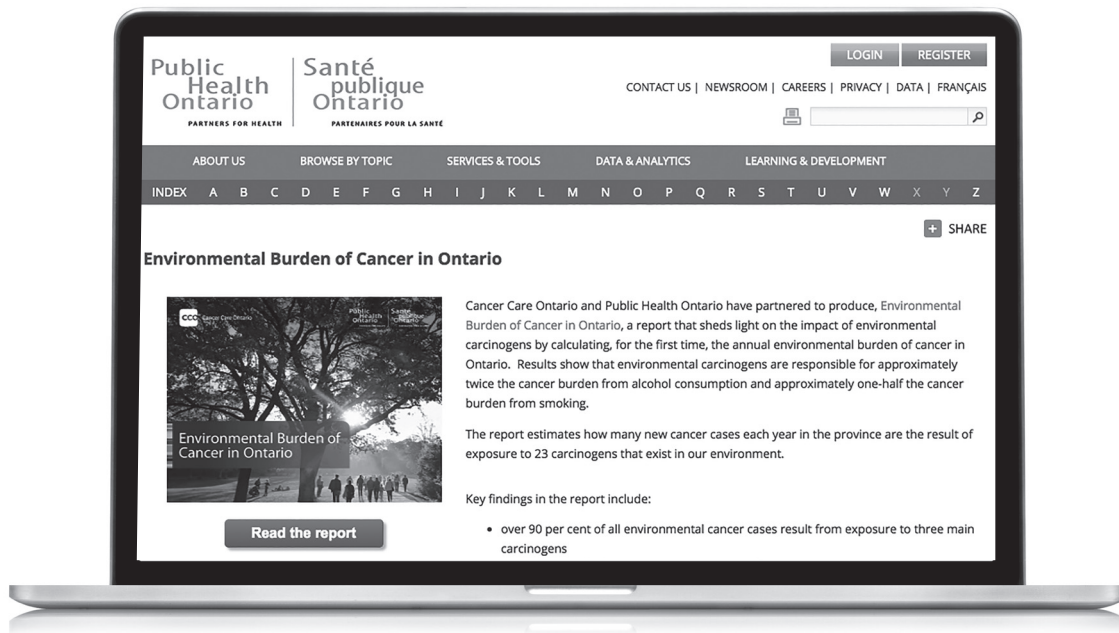 LOGIN REGISTER
Public Health Ontario
PARTNERS FOR HEALTH
Santé publique Ontario
PARTENAIRES POUR LA SANTÉ
CONTACT US | NEWSROOM | CAREERS | PRIVACY | DATA | FRANÇAIS
ABOUT US BROWSE BY TOPIC SERVICES & TOOLS DATA & ANALYTICS LEARNING & DEVELOPMENT
INDEX A B C D E F G H I J K L M N O P Q R S T U V W X Y Z
+ SHARE
Environmental Burden of Cancer in Ontario
CCO Cancer Care Ontario
Public Health Ontario
Santé publique Ontario
Environmental Burden of
Cancer in Ontario
Read the report
Cancer Care Ontario and Public Health Ontario have partnered to produce, Environmental
Burden of Cancer in Ontario, a report that sheds light on the impact of environmental
carcinogens by calculating, for the first time, the annual environmental burden of cancer in
Ontario. Results show that environmental carcinogens are responsible for approximately
twice the cancer burden from alcohol consumption and approximately one-half the cancer
burden from smoking.
The report estimates how many new cancer cases each year in the province are the result of
exposure to 23 carcinogens that exist in our environment.
Key findings in the report include:
• over 90 per cent of all environmental cancer cases result from exposure to three main
carcinogens